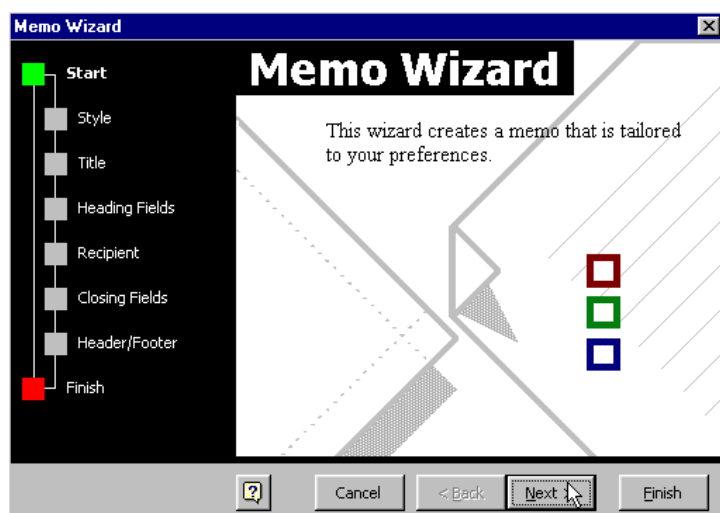 Memo Wizard
Start
Style
Title
Heading Fields
Recipient
Closing Fields
Header/Footer
Finish
Memo Wizard
This wizard creates a memo that is tailored
to your preferences.
?
Cancel
< Back
Next >
Finish